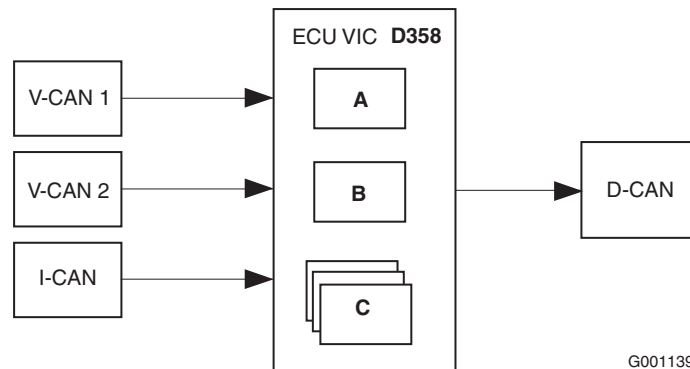 ECU VIC D358
V-CAN 1
A
V-CAN 2
B
D-CAN
I-CAN
C
G001139